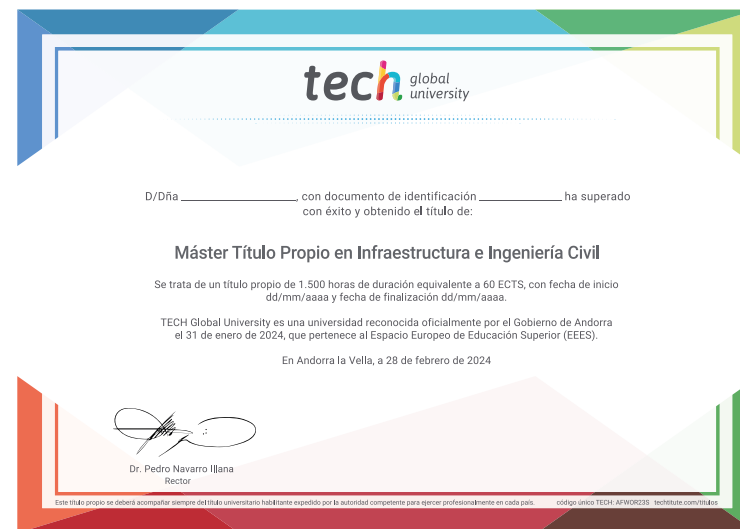 tech global university
D/Dña ____________________, con documento de identificación ______________ ha superado
con éxito y obtenido el título de:
Máster Título Propio en Infraestructura e Ingeniería Civil
Se trata de un título propio de 1.500 horas de duración equivalente a 60 ECTS, con fecha de inicio
dd/mm/aaaa y fecha de finalización dd/mm/aaaa.
TECH Global University es una universidad reconocida oficialmente por el Gobierno de Andorra
el 31 de enero de 2024, que pertenece al Espacio Europeo de Educación Superior (EEES).
En Andorra la Vella, a 28 de febrero de 2024
Dr. Pedro Navarro Illana
Rector
Este título propio se deberá acompañar siempre del título universitario habilitante expedido por la autoridad competente para ejercer profesionalmente en cada país. código único TECH: AFWOR23S techtitute.com/titulos